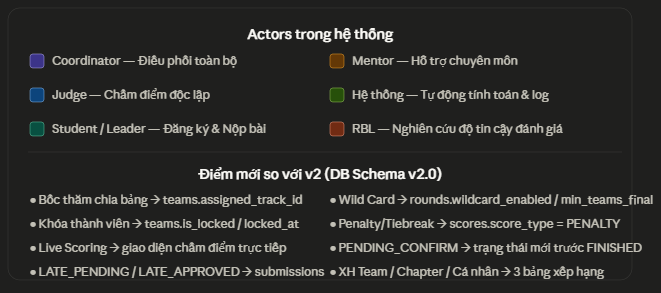 Actors trong hệ thống
Coordinator — Điều phối toàn bộ
Mentor — Hỗ trợ chuyên môn
Judge — Chấm điểm độc lập
Hệ thống — Tự động tính toán & log
Student / Leader — Đăng ký & Nộp bài
RBL — Nghiên cứu độ tin cậy đánh giá
Điểm mới so với v2 (DB Schema v2.0)
• Bốc thăm chia bảng → teams.assigned_track_id
• Wild Card → rounds.wildcard_enabled / min_teams_final
• Khóa thành viên → teams.is_locked / locked_at
• Penalty/Tiebreak → scores.score_type = PENALTY
• Live Scoring → giao diện chấm điểm trực tiếp
• PENDING_CONFIRM → trạng thái mới trước FINISHED
• LATE_PENDING / LATE_APPROVED → submissions
• XH Team / Chapter / Cá nhân → 3 bảng xếp hạng